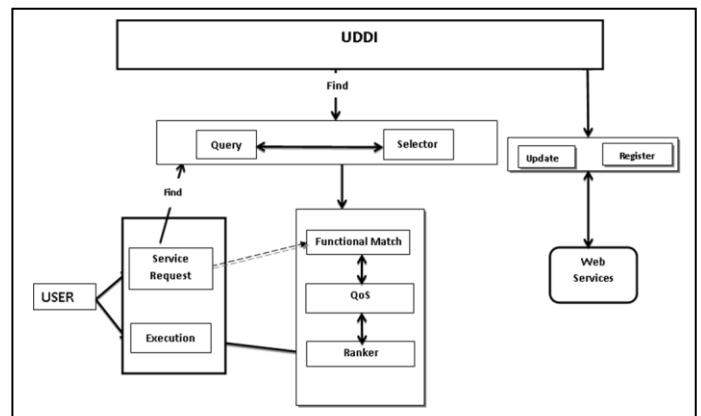 UDDI
Find
Query
Selector
Update
Register
Find
Functional Match
Service
Request
Web
Services
USER
QoS
Execution
Ranker